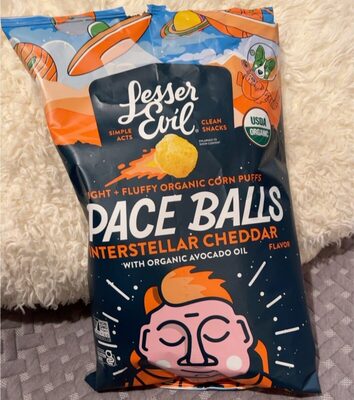 Lesser
Evil®
SIMPLE
ACTS
CLEAN
SNACKS
USDA
ORGANIC
IGHT + FLUFFY ORGANIC CORN PUFFS
PACE BALLS
INTERSTELLAR CHEDDAR
FLAVOR
WITH ORGANIC AVOCADO OIL